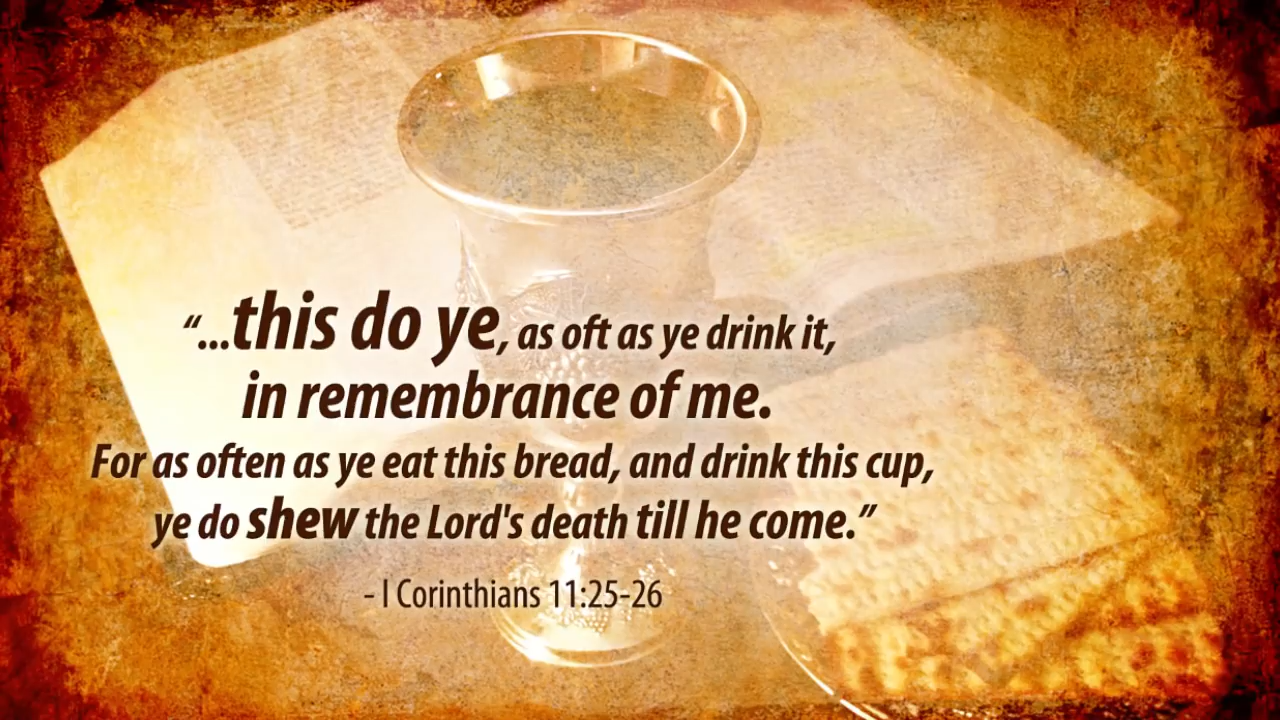 “...this do ye, as oft as ye drink it,
in remembrance of me.
For as often as ye eat this bread, and drink this cup,
ye do shew the Lord's death till he come.”
- I Corinthians 11:25-26